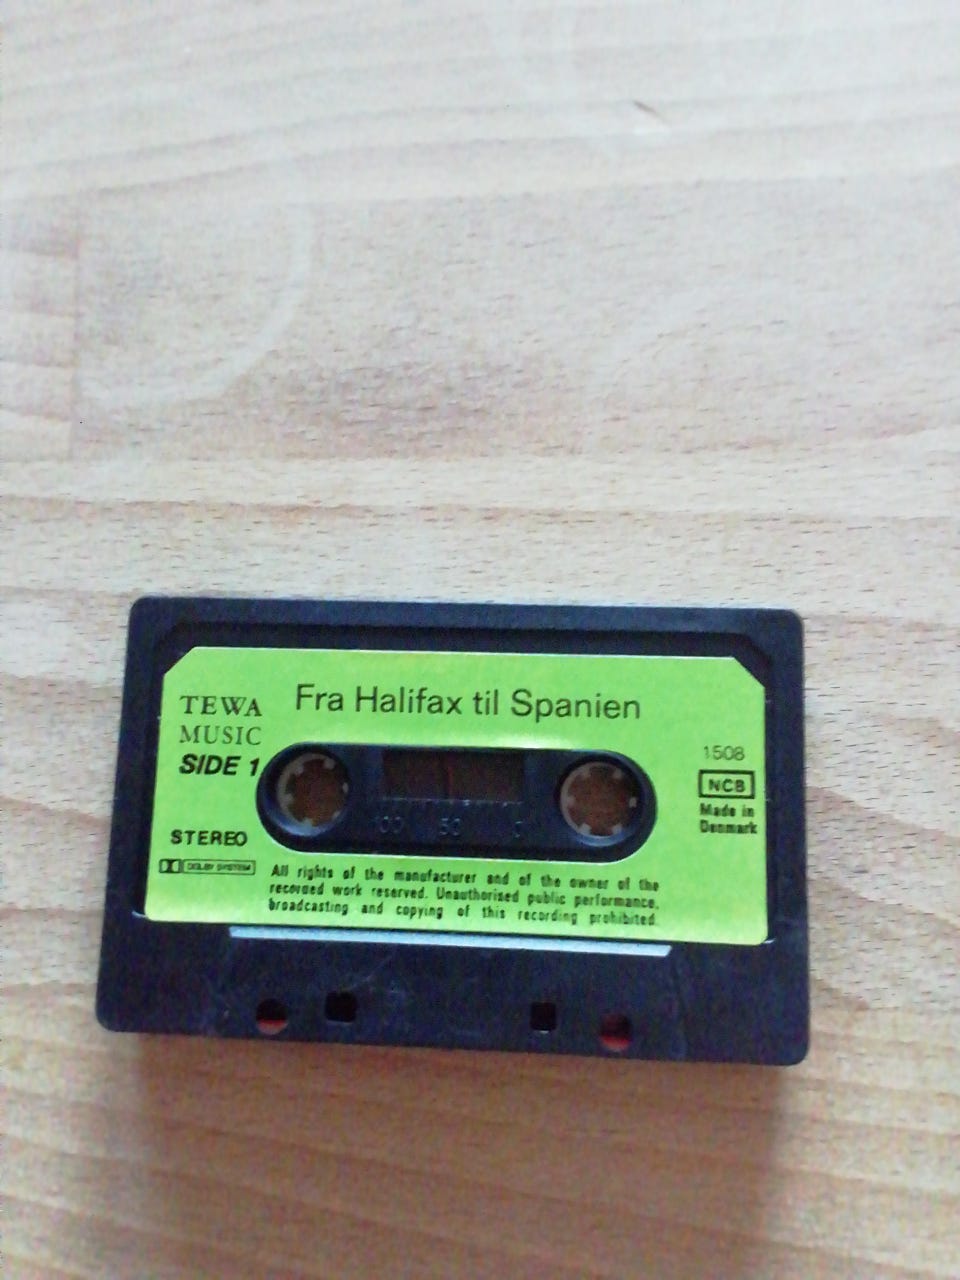 Fra Halifax til Spanien
TEWA
MUSIC
SIDE 1
1508
NCB
Made in
Denmark
100 50 0
STEREO
DOLBY SYSTEM
All rights of the manufacturer and of the owner of the
recorded work reserved. Unauthorised public performance,
broadcasting and copying of this recording prohibited.